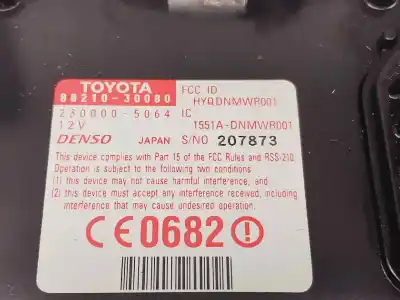 TOYOTA
FCC ID
88210-30080
HYQDNMWR001
230000-5064
IC
12V
1551A-DNMWR001
DENSO
JAPAN
S/NO 207873
This device complies with Part 15 of the FCC Rules and RSS-210.
Operation is subject to the following two conditions
(1) this device may not cause harmful interference, and
(2) this device must accept any interference received, including
interference that may cause undesired operation.
CE0682!